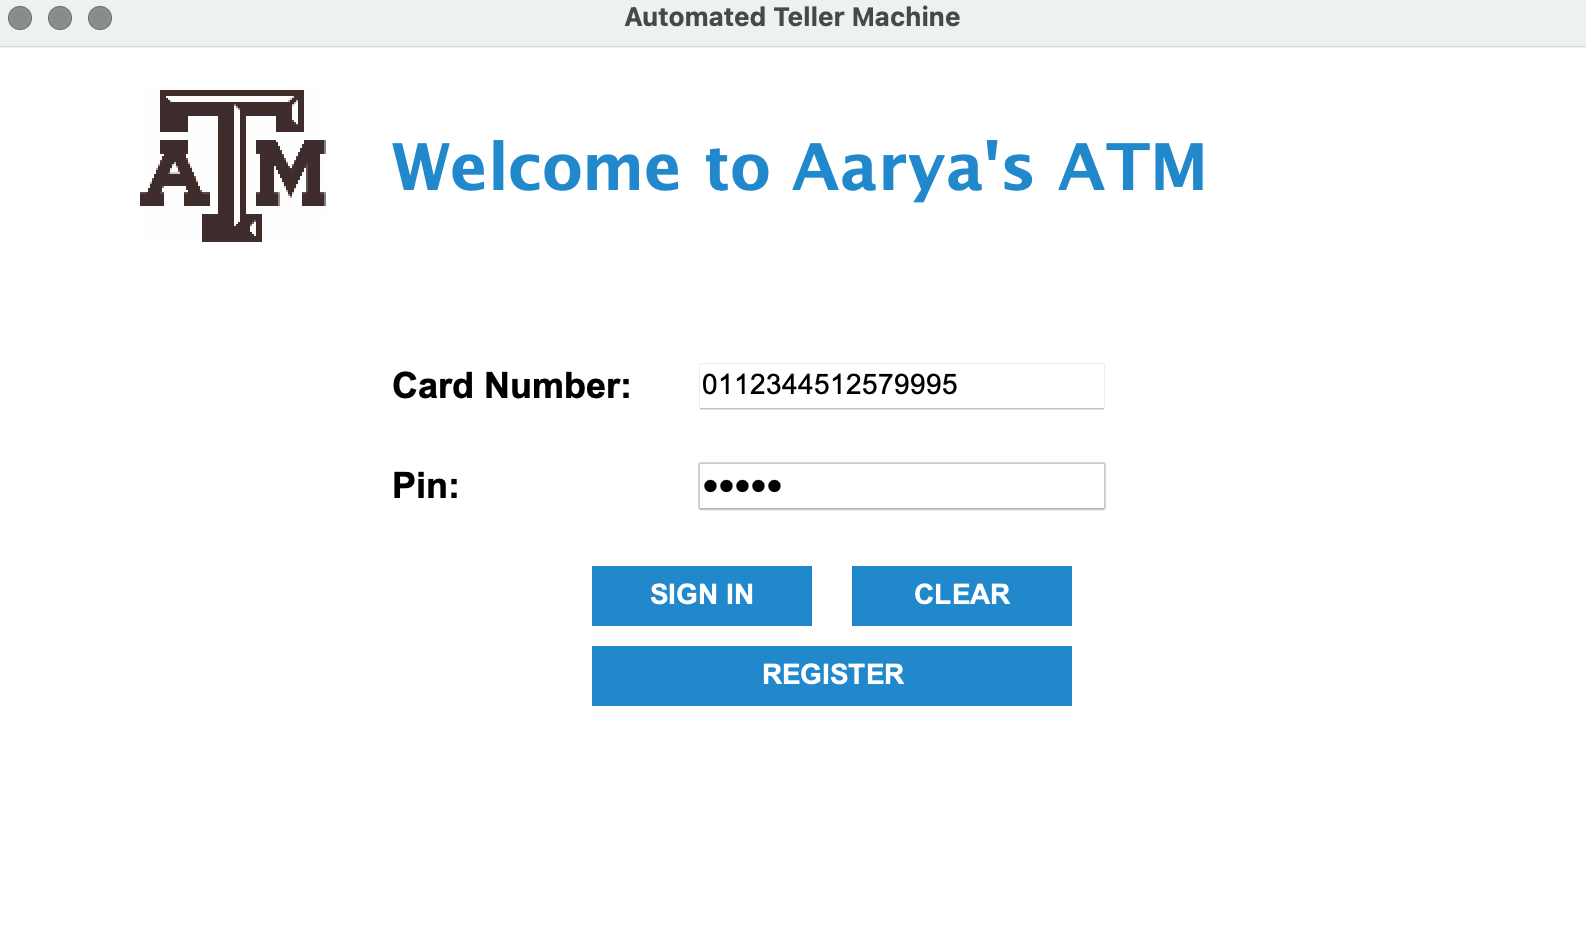 Automated Teller Machine
ATM
Welcome to Aarya's ATM
Card Number: 0112344512579995
Pin: •••••
SIGN IN CLEAR
REGISTER